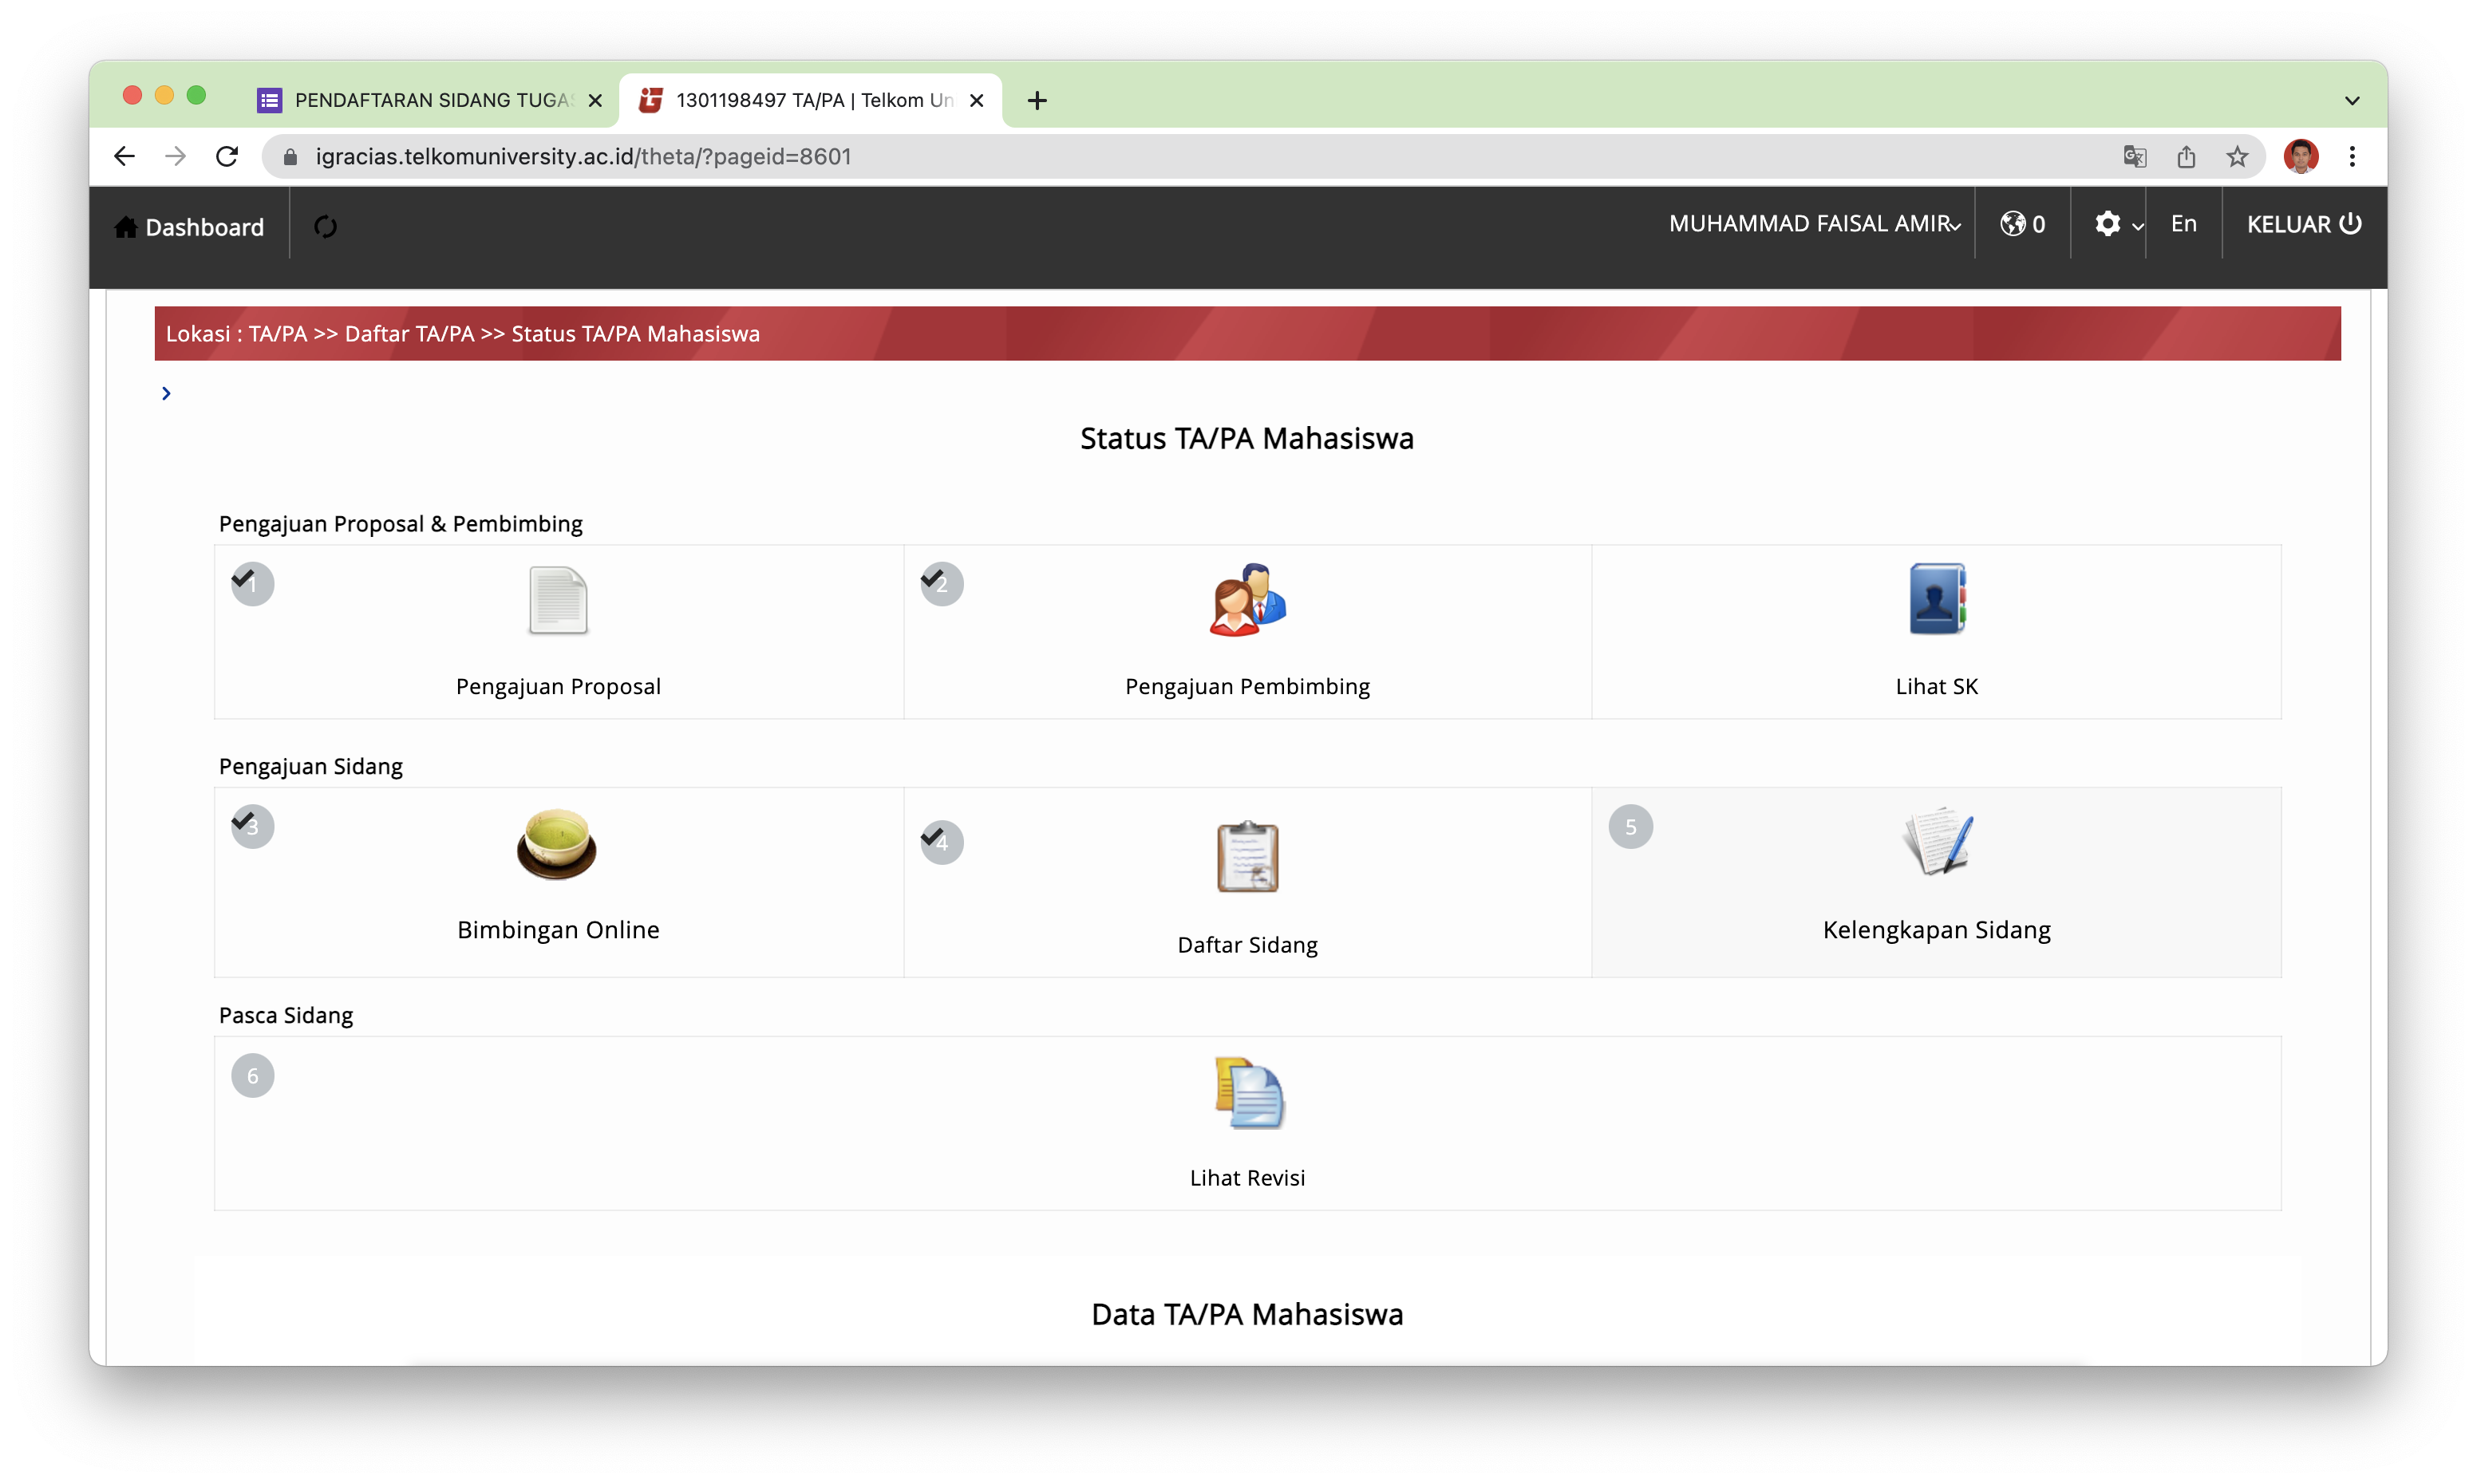 PENDAFTARAN SIDANG TUGAS
1301198497 TA/PA | Telkom Un
igracias.telkomuniversity.ac.id/theta/?pageid=8601
Dashboard
MUHAMMAD FAISAL AMIR
0
En
KELUAR
Lokasi : TA/PA >> Daftar TA/PA >> Status TA/PA Mahasiswa
Status TA/PA Mahasiswa
Pengajuan Proposal & Pembimbing
1
2
Pengajuan Proposal
Pengajuan Pembimbing
Lihat SK
Pengajuan Sidang
3
4
5
Bimbingan Online
Daftar Sidang
Kelengkapan Sidang
Pasca Sidang
6
Lihat Revisi
Data TA/PA Mahasiswa